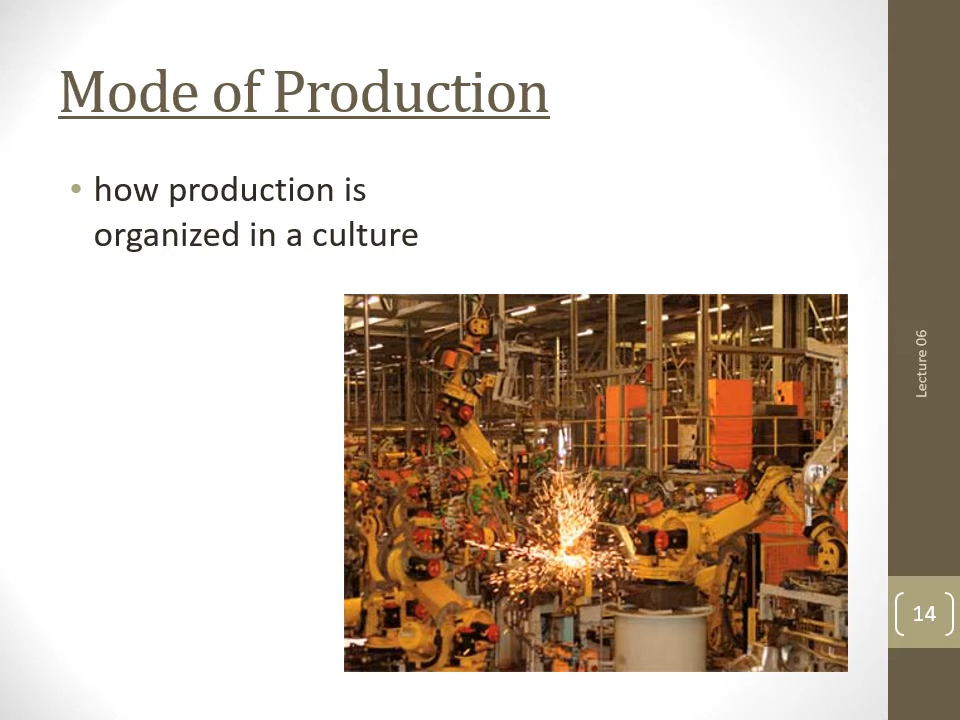 Mode of Production
• how production is
organized in a culture
Lecture 06
14